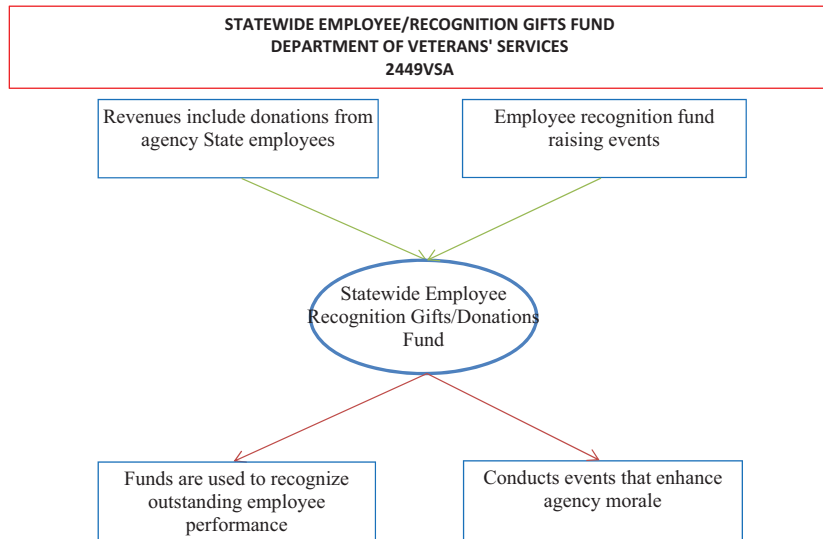 STATEWIDE EMPLOYEE/RECOGNITION GIFTS FUND
DEPARTMENT OF VETERANS' SERVICES
2449VSA
Revenues include donations from
agency State employees
Employee recognition fund
raising events
Statewide Employee
Recognition Gifts/Donations
Fund
Funds are used to recognize
outstanding employee
performance
Conducts events that enhance
agency morale